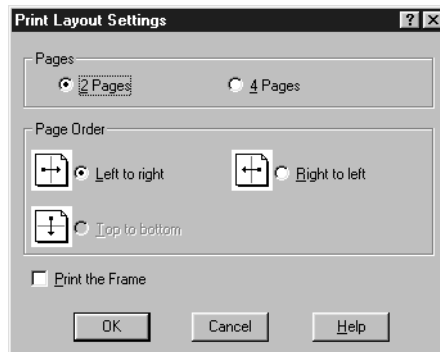 Print Layout Settings
Pages
2 Pages 4 Pages
Page Order
Left to right Right to left
Top to bottom
Print the Frame
OK Cancel Help